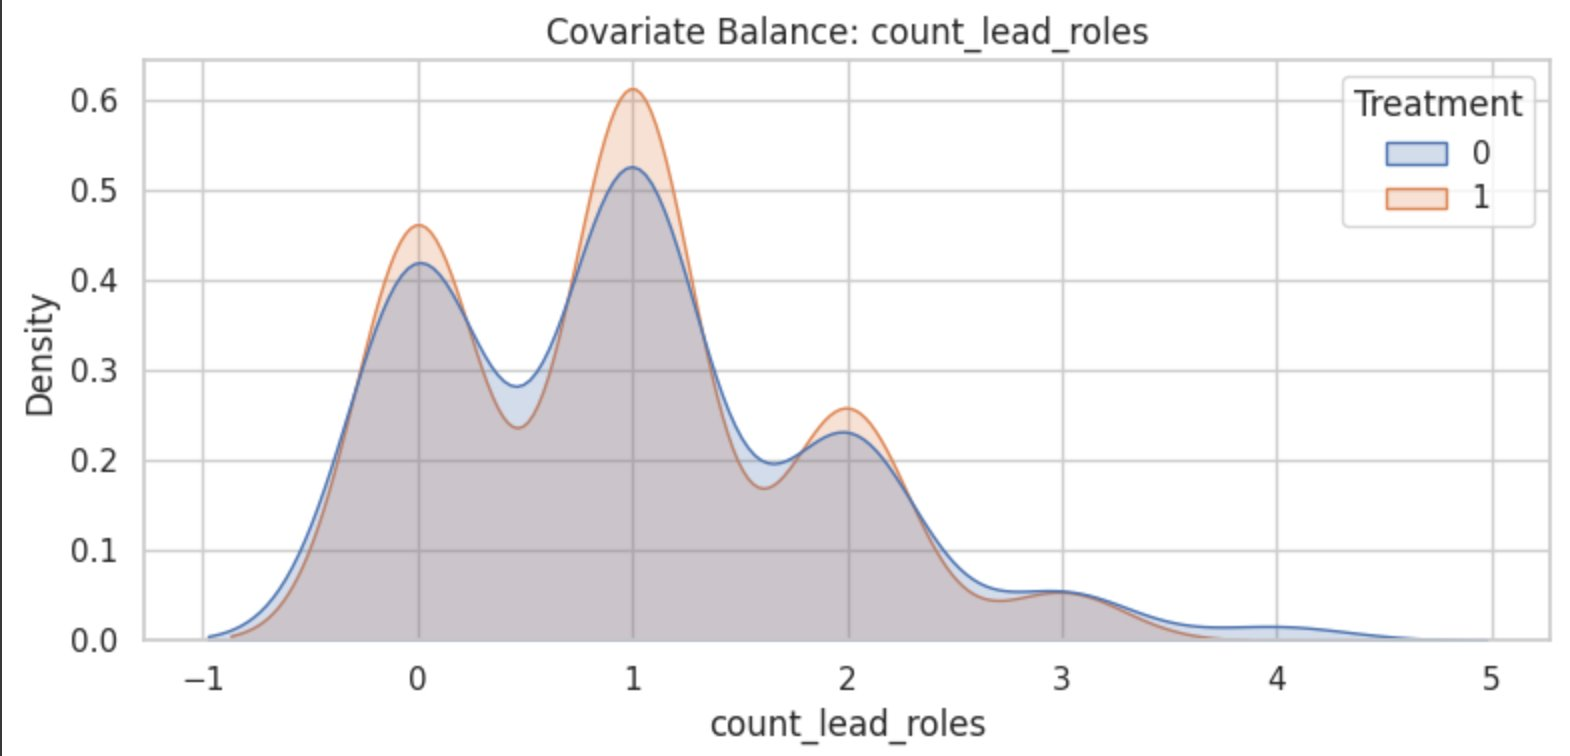 Covariate Balance: count_lead_roles
Treatment
0
1
Density
0.6
0.5
0.4
0.3
0.2
0.1
0.0
−1 0 1 2 3 4 5
count_lead_roles